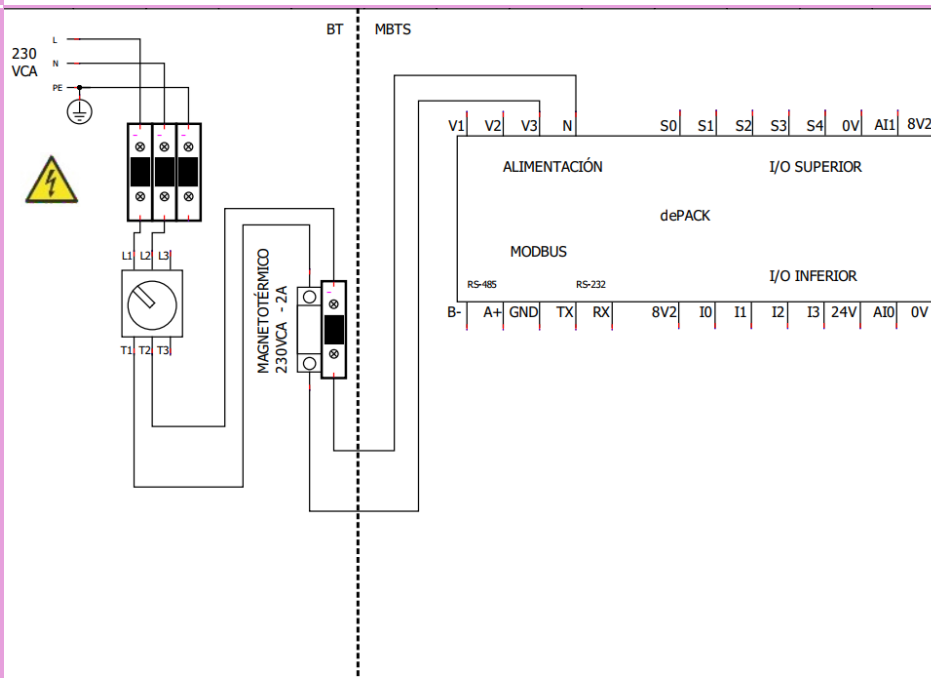 BT MBTS
L
230
VCA
N
PE
V1 V2 V3 N S0 S1 S2 S3 S4 0V AI1 8V2
ALIMENTACIÓN I/O SUPERIOR
dePACK
MODBUS
I/O INFERIOR
RS-485 RS-232
B- A+ GND TX RX 8V2 I0 I1 I2 I3 24V AI0 0V
L1 L2 L3
T1 T2 T3
MAGNETOTÉRMICO
230VCA - 2A